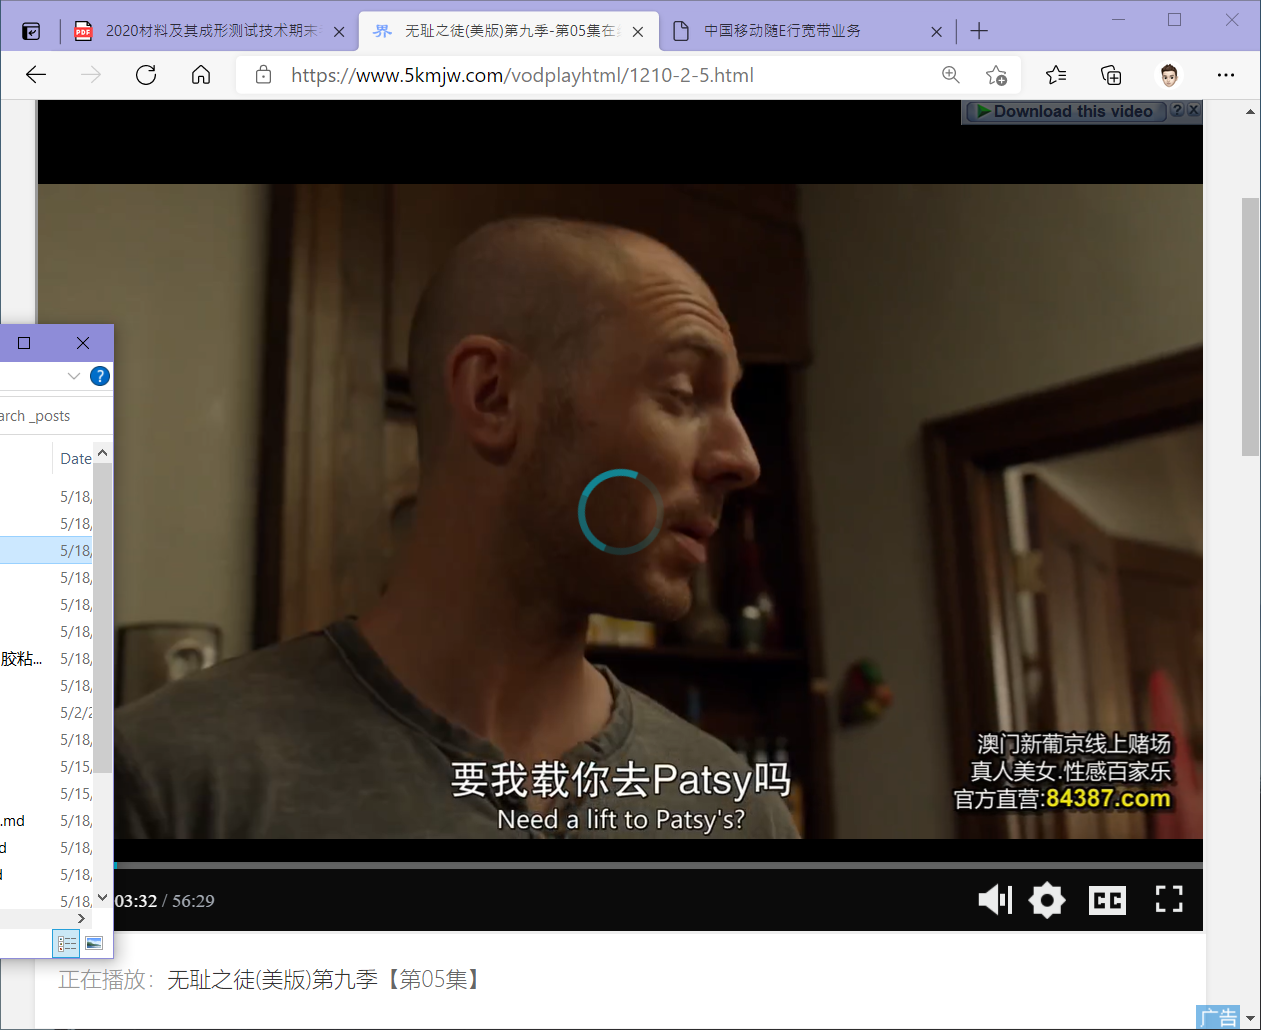 2020材料及其成形测试技术期末
无耻之徒(美版)第九季-第05集在
中国移动随E行宽带业务
https://www.5kmjw.com/vodplayhtml/1210-2-5.html
Download this video
arch _posts
Date
5/18,
5/18,
5/18,
5/18,
5/18,
5/18,
胶粘... 5/18,
5/18,
5/2/2
5/18,
5/15,
5/15,
.md 5/18,
d 5/18,
5/18,
5/18,
澳门新葡京线上赌场
真人美女.性感百家乐
官方直营:84387.com
要我载你去Patsy吗
Need a lift to Patsy's?
03:32 / 56:29
CC
正在播放：无耻之徒(美版)第九季【第05集】
广告